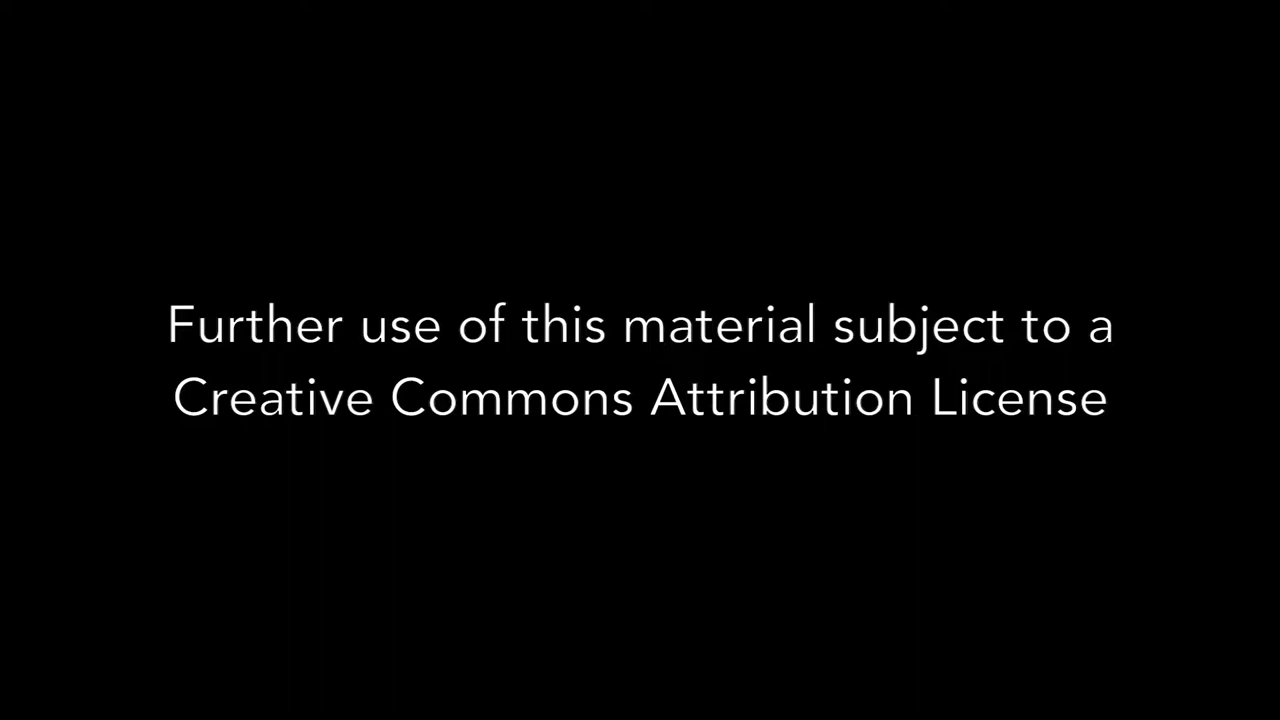 Further use of this material subject to a
Creative Commons Attribution License